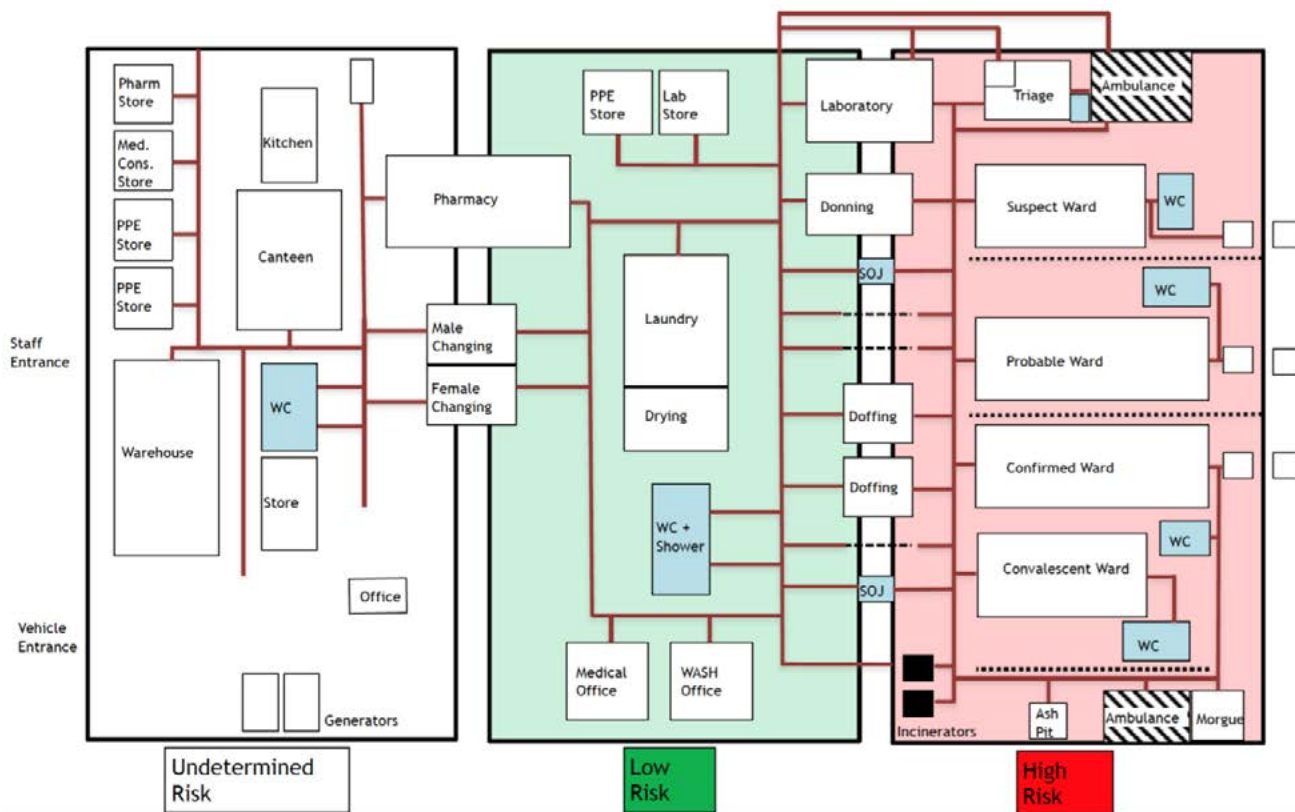 Pharm
Store
Med.
Cons.
Store
PPE
Store
PPE
Store
Kitchen
Canteen
Staff
Entrance
Warehouse
WC
Store
Office
Vehicle
Entrance
Generators
Undetermined
Risk
Pharmacy
Male
Changing
Female
Changing
PPE
Store
Lab
Store
Laundry
Drying
WC +
Shower
Medical
Office
WASH
Office
Low
Risk
Laboratory
Donning
SOJ
Doffing
Doffing
SOJ
Triage
Ambulance
Suspect Ward
WC
WC
Probable Ward
Confirmed Ward
WC
Convalescent Ward
WC
Incinerators
Ash
Pit
Ambulance
Morgue
High
Risk